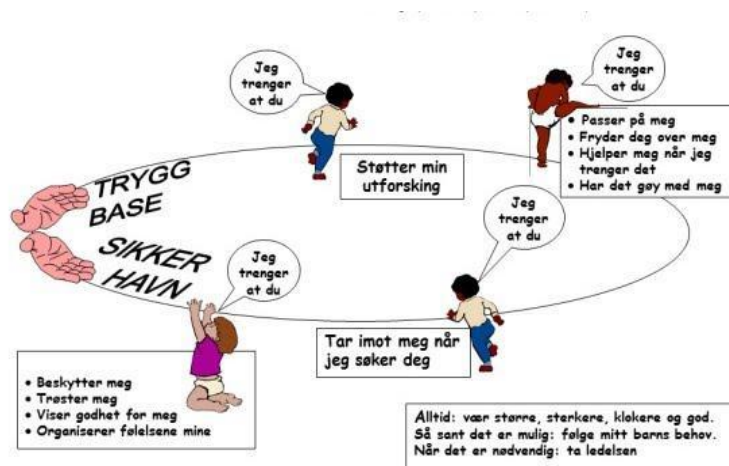 Jeg
trenger
at du
Jeg
trenger
at du
• Passer på meg
• Fryder deg over meg
• Hjelper meg når jeg
trenger det
• Har det gøy med meg
Støtter min
utforsking
TRYGG
BASE
SIKKER
HAVN
Jeg
trenger
at du
Jeg
trenger
at du
Tar imot meg når
jeg søker deg
• Beskytter meg
• Trøster meg
• Viser godhet for meg
• Organiserer følelsene mine
Alltid: vær større, sterkere, klokere og god.
Så sant det er mulig: følge mitt barns behov.
Når det er nødvendig: ta ledelsen